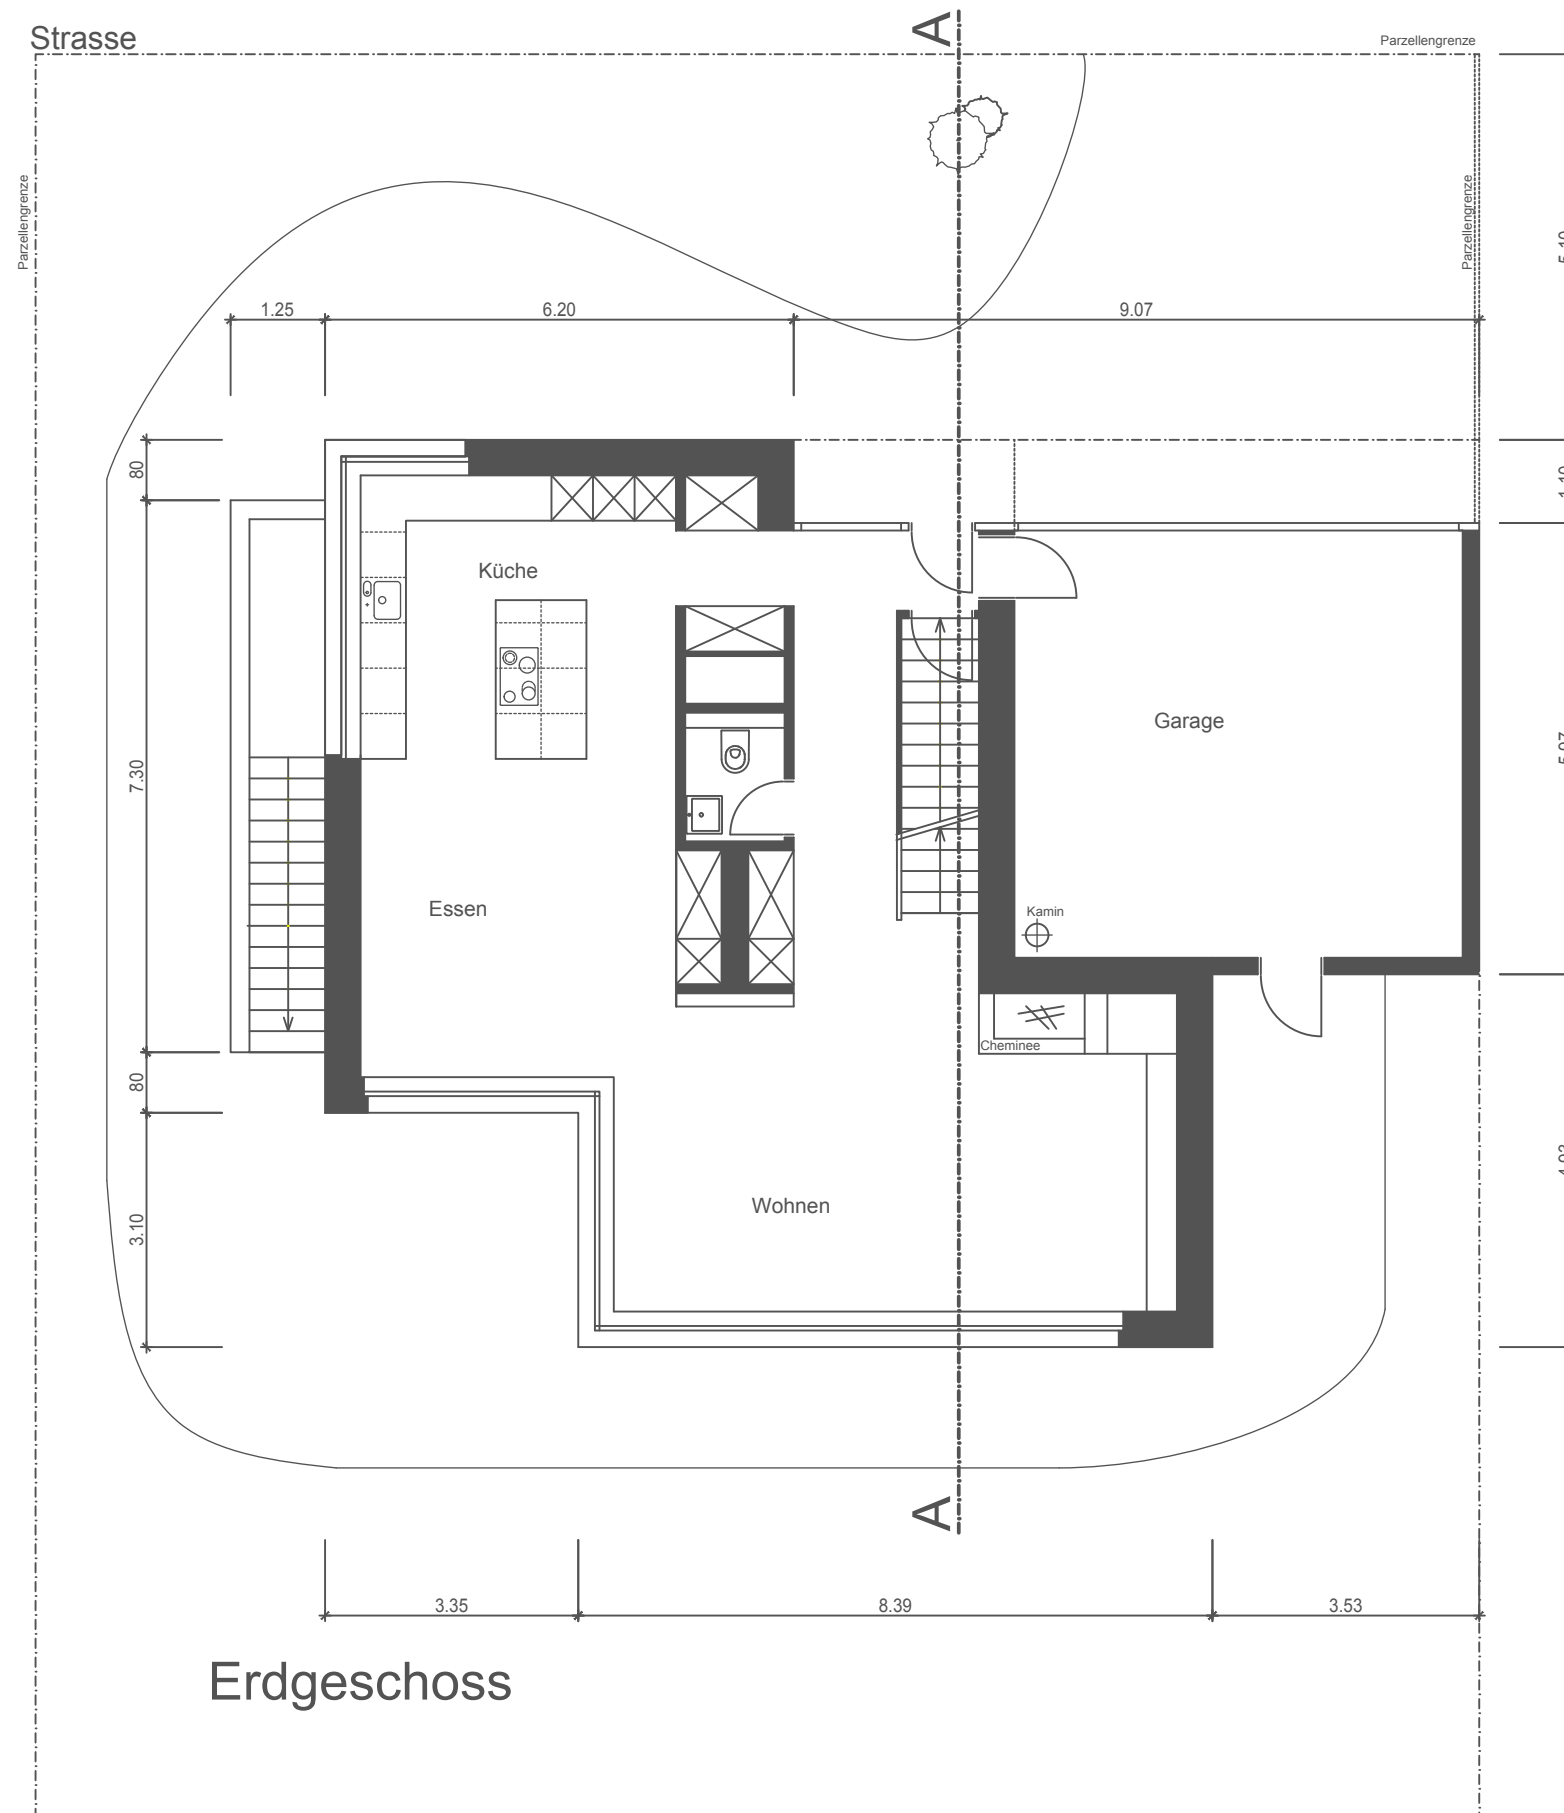 Strasse
A
Parzellengrenze
Parzellengrenze
Parzellengrenze
1.25
6.20
9.07
80
7.30
80
3.10
Küche
Garage
Essen
Kamin
Cheminee
Wohnen
A
3.35
8.39
3.53
Erdgeschoss